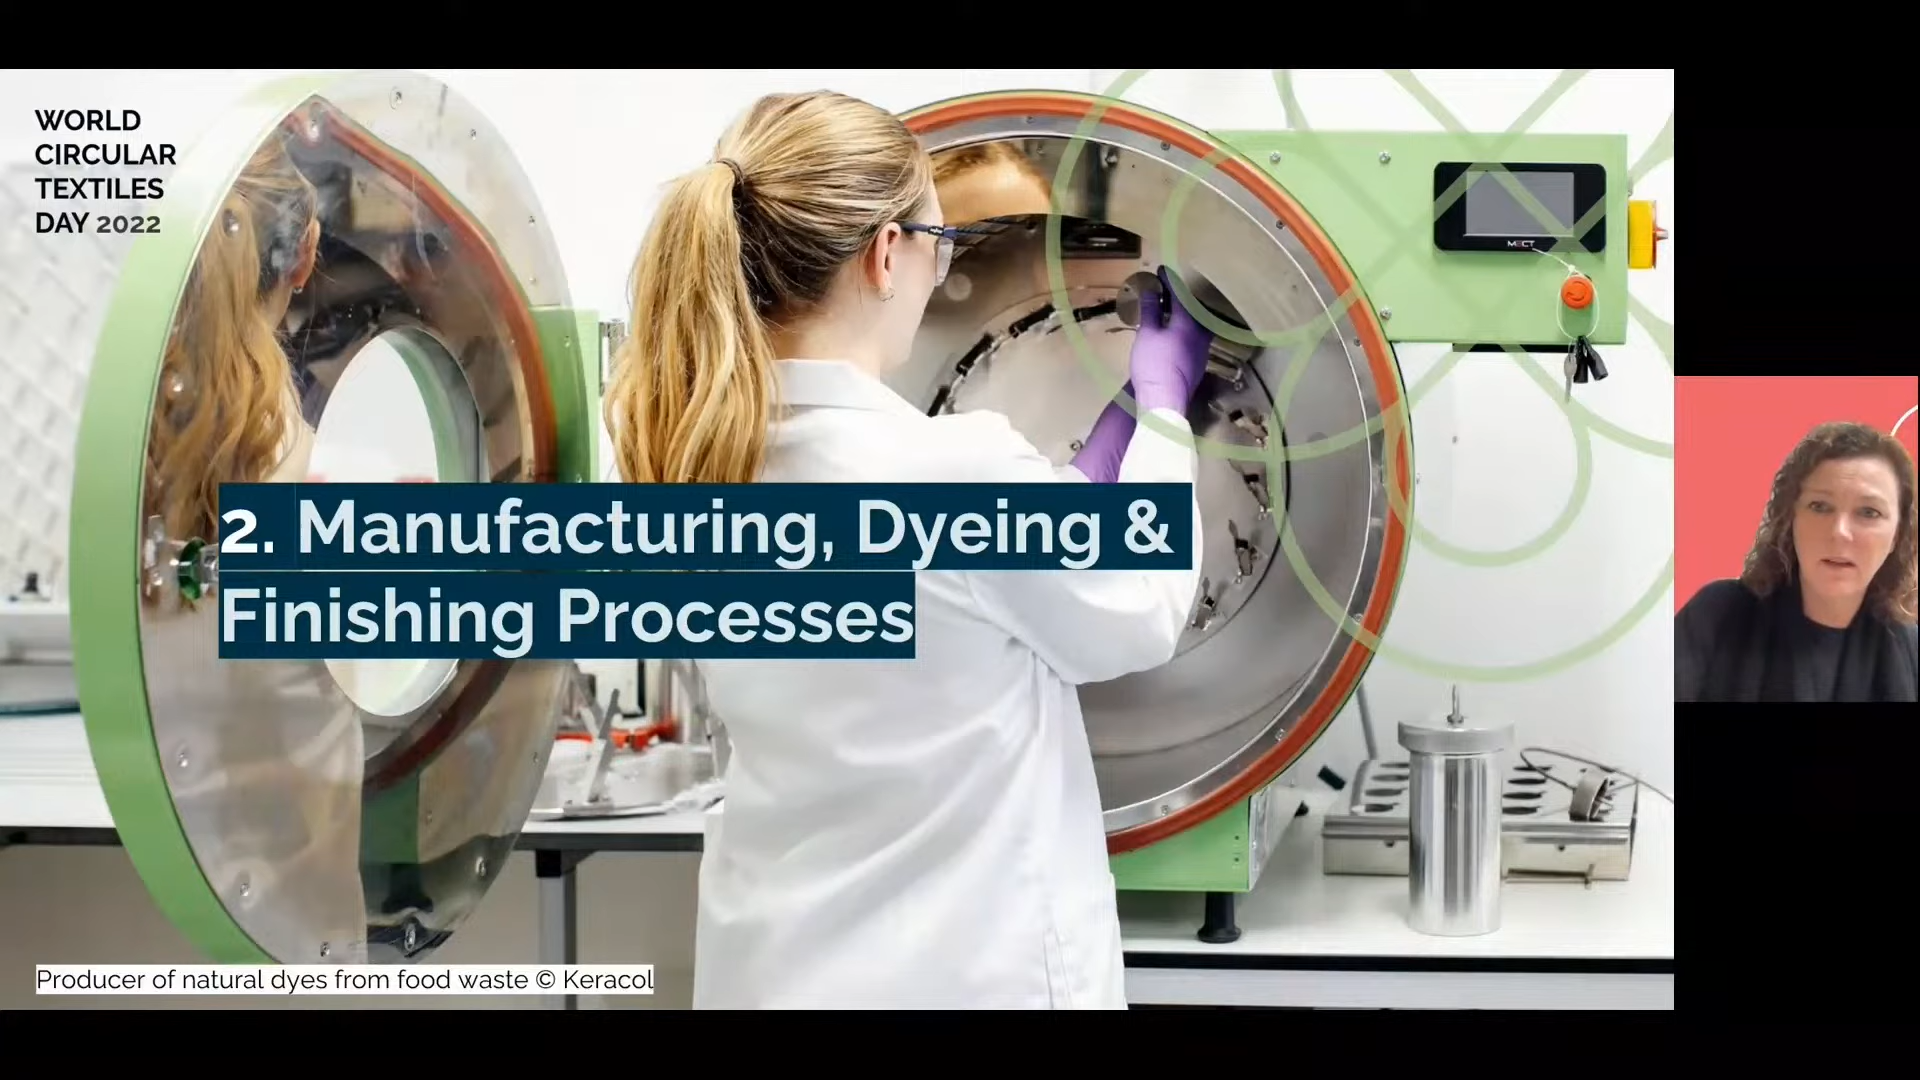 WORLD
CIRCULAR
TEXTILES
DAY 2022
MECT
2. Manufacturing, Dyeing &
Finishing Processes
Producer of natural dyes from food waste © Keracol